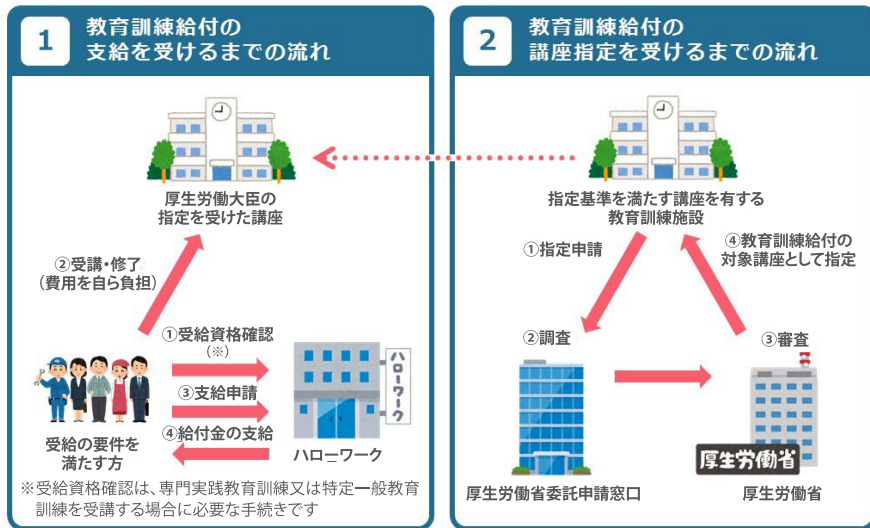 1
教育訓練給付の
支給を受けるまでの流れ
厚生労働大臣の
指定を受けた講座
②受講・修了
（費用を自ら負担）
①受給資格確認
（※）
③支給申請
④給付金の支給
受給の要件を
満たす方
ハローワーク
ハローワーク
※受給資格確認は、専門実践教育訓練又は特定一般教育
訓練を受講する場合に必要な手続きです
2
教育訓練給付の
講座指定を受けるまでの流れ
指定基準を満たす講座を有する
教育訓練施設
①指定申請
④教育訓練給付の
対象講座として指定
②調査
③審査
厚生労働省
厚生労働省委託申請窓口
厚生労働省